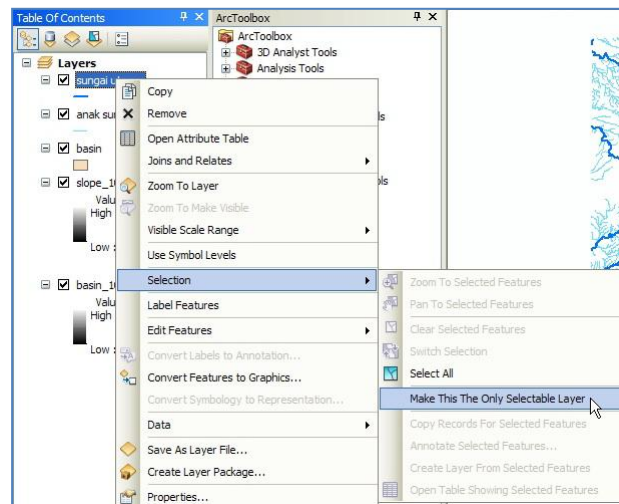 Table Of Contents
ArcToolbox
ArcToolbox
3D Analyst Tools
Analysis Tools
Layers
sungai
anak
basin
High
Low :
High
Low :
Copy
Remove
Open Attribute Table
Joins and Relates
Zoom To Layer
Zoom To Make Visible
Visible Scale Range
Use Symbol Levels
Selection
Label Features
Edit Features
Convert Labels to Annotation...
Convert Features to Graphics...
Convert Symbology to Representation...
Data
Save As Layer File...
Create Layer Package...
Properties...
Zoom To Selected Features
Pan To Selected Features
Clear Selected Features
Switch Selection
Select All
Make This The Only Selectable Layer
Copy Records For Selected Features
Annotate Selected Features...
Create Layer From Selected Features
Open Table Showing Selected Features